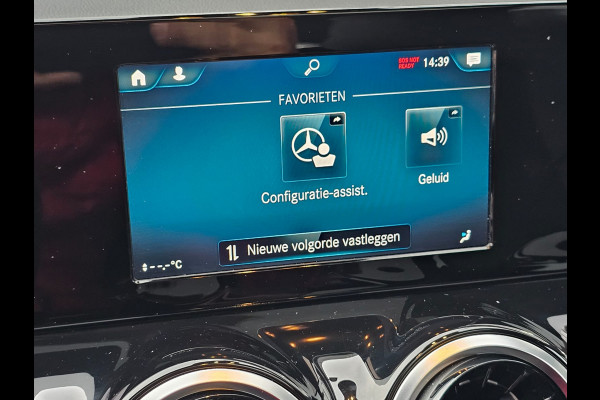 SOS NOT
READY
14:39
FAVORIETEN
Configuratie-assist.
Geluid
Nieuwe volgorde vastleggen
--,-°C